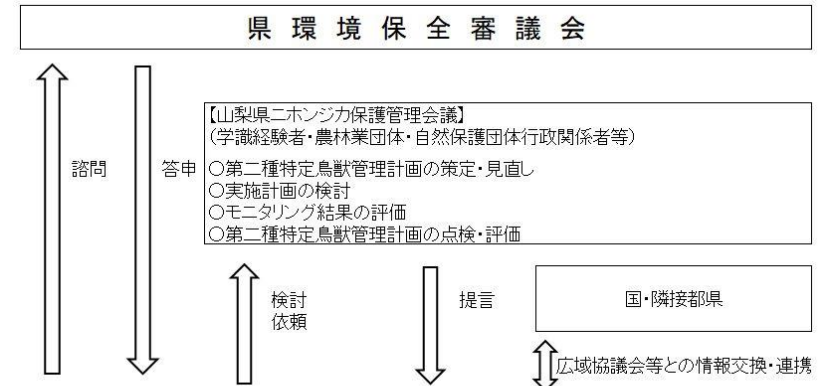 県環境保全審議会
【山梨県ニホンジカ保護管理会議】
(学識経験者・農林業団体・自然保護団体行政関係者等)
諮問
答申
○第二種特定鳥獣管理計画の策定・見直し
○実施計画の検討
○モニタリング結果の評価
○第二種特定鳥獣管理計画の点検・評価
検討
依頼
提言
国・隣接都県
広域協議会等との情報交換・連携